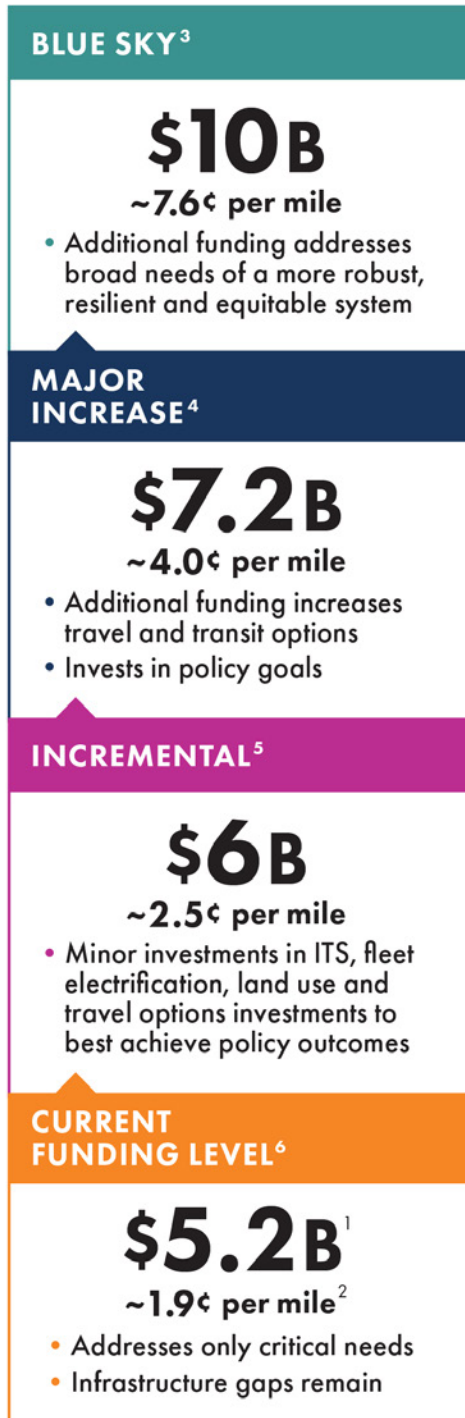 BLUE SKY³
$10B
~7.6¢ per mile
• Additional funding addresses
broad needs of a more robust,
resilient and equitable system
MAJOR
INCREASE⁴
$7.2B
~4.0¢ per mile
• Additional funding increases
travel and transit options
• Invests in policy goals
INCREMENTAL⁵
$6B
~2.5¢ per mile
• Minor investments in ITS, fleet
electrification, land use and
travel options investments to
best achieve policy outcomes
CURRENT
FUNDING LEVEL⁶
$5.2B¹
~1.9¢ per mile²
• Addresses only critical needs
• Infrastructure gaps remain